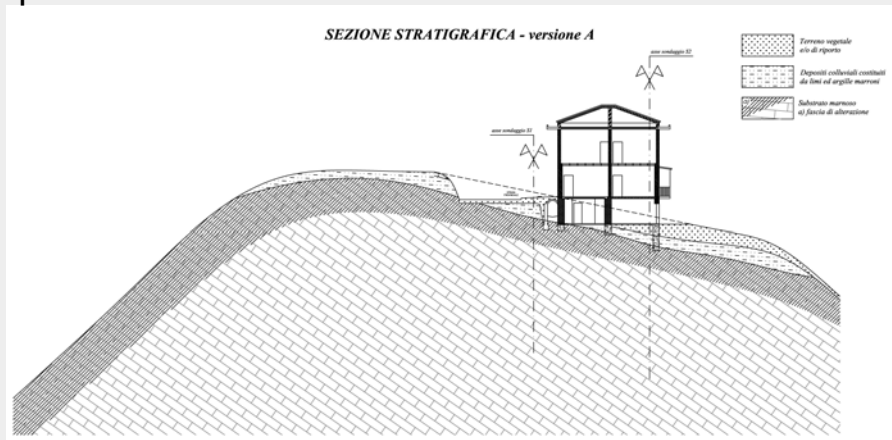 SEZIONE STRATIGRAFICA - versione A
asse sondaggio S2
asse sondaggio S1
Terreno vegetale
e/o di riporto
Depositi colluviali costituiti
da limi ed argille marroni
Substrato marnoso
a) fascia di alterazione